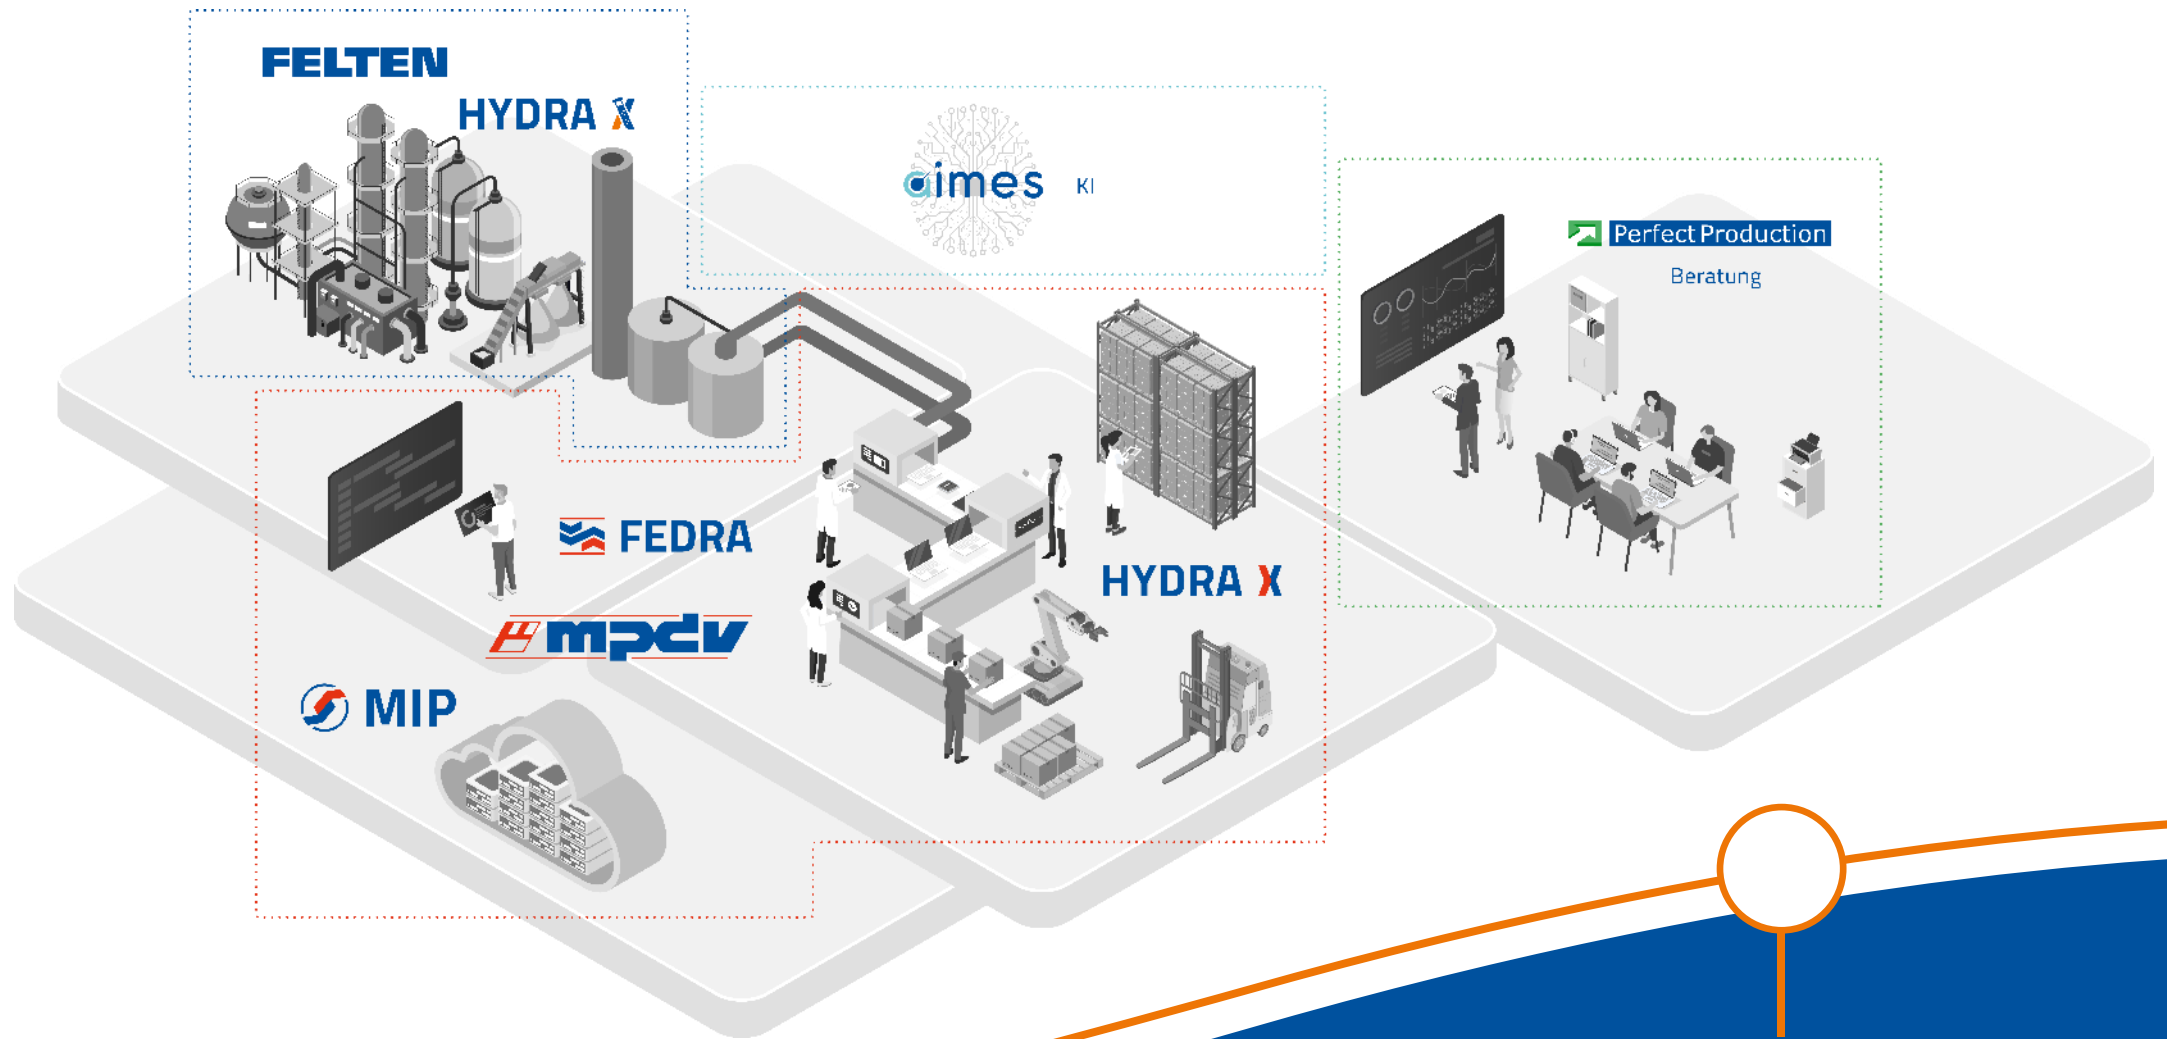 FELTEN
HYDRA X
aimes KI
Perfect Production
Beratung
FEDRA
HYDRA X
mpdv
MIP